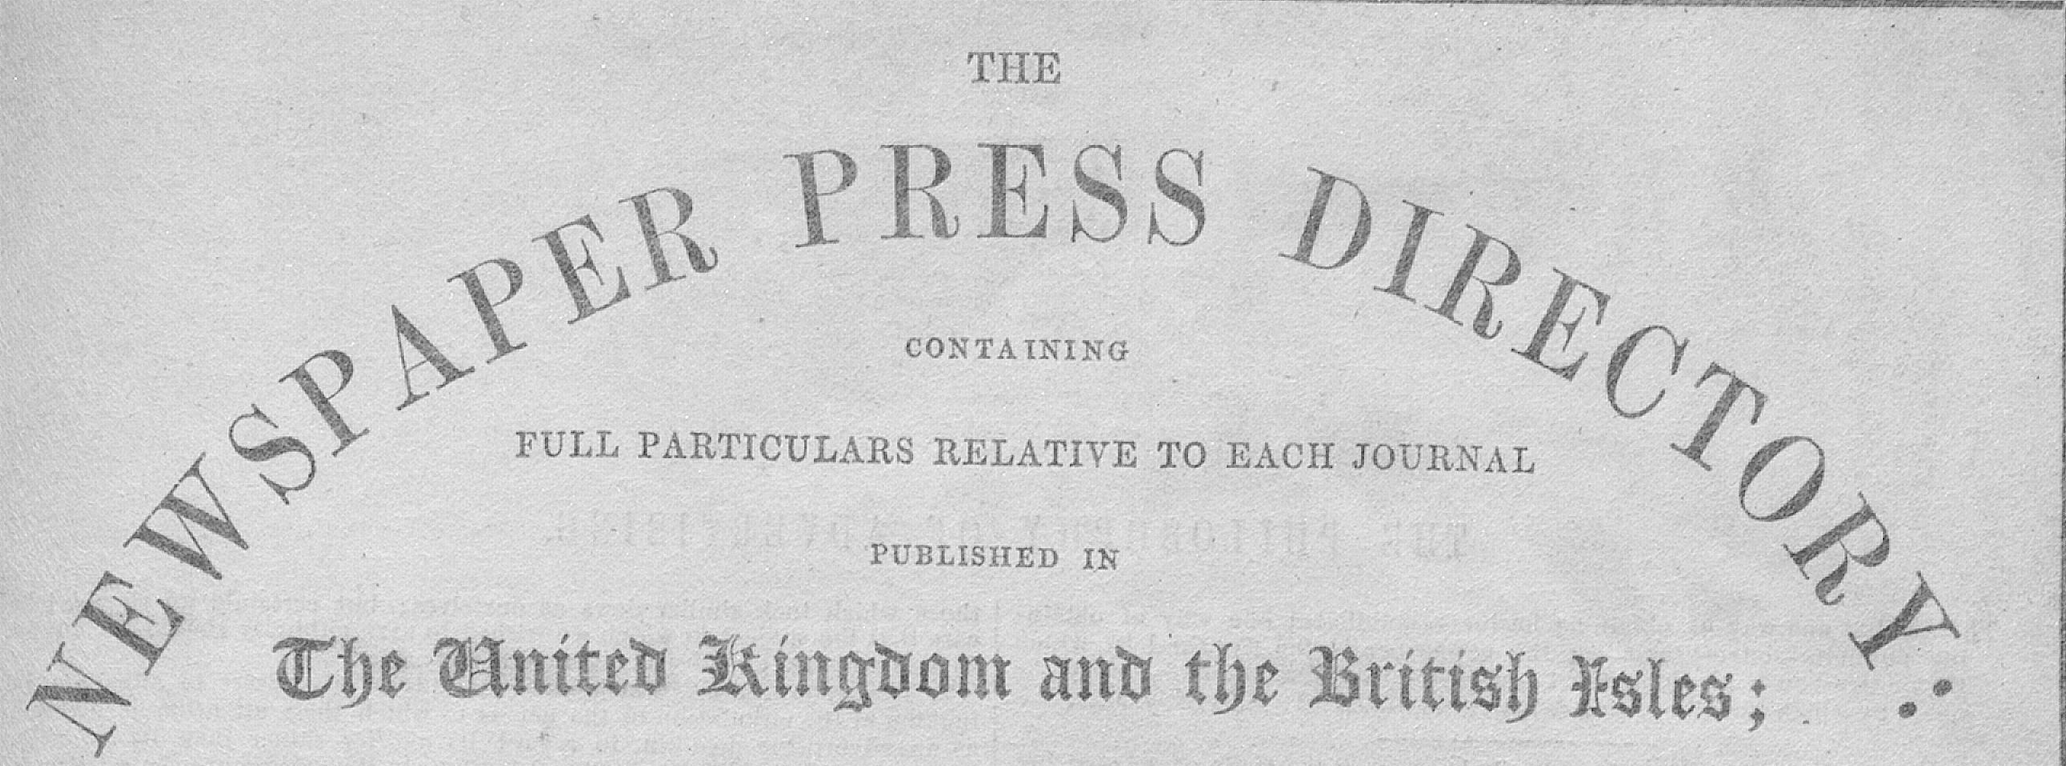 THE
NEWSPAPER PRESS DIRECTORY:
CONTAINING
FULL PARTICULARS RELATIVE TO EACH JOURNAL
PUBLISHED IN
The United Kingdom and the British Isles;